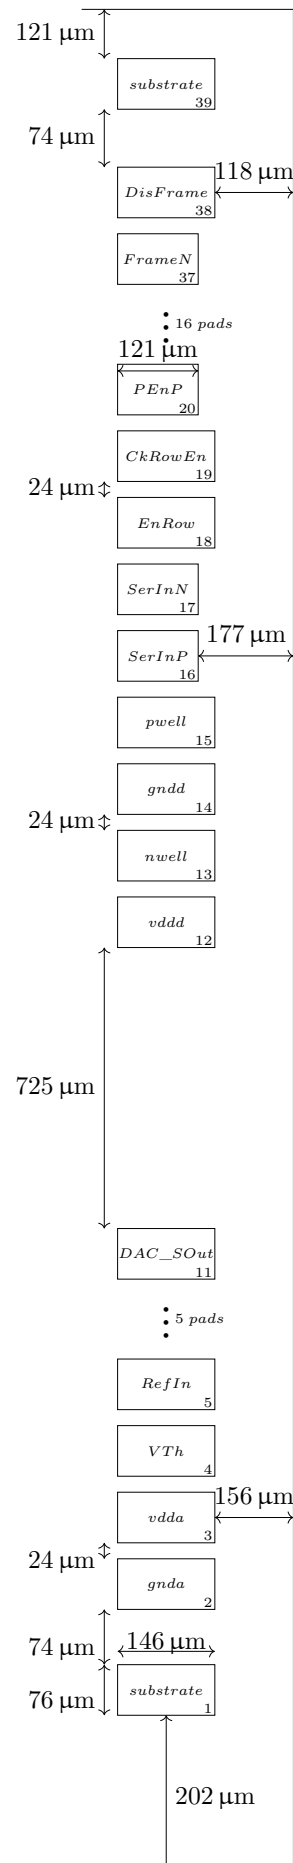 121 µm
substrate
39
74 µm
118 µm
DisFrame
38
FrameN
37
16 pads
121 µm
PEnP
20
CkRowEn
19
24 µm
EnRow
18
SerInN
17
177 µm
SerInP
16
pwell
15
gndd
14
24 µm
nwell
13
vddd
12
725 µm
DAC_SOut
11
5 pads
RefIn
5
VTh
4
156 µm
vdda
3
24 µm
gnda
2
74 µm
146 µm
76 µm
substrate
1
202 µm